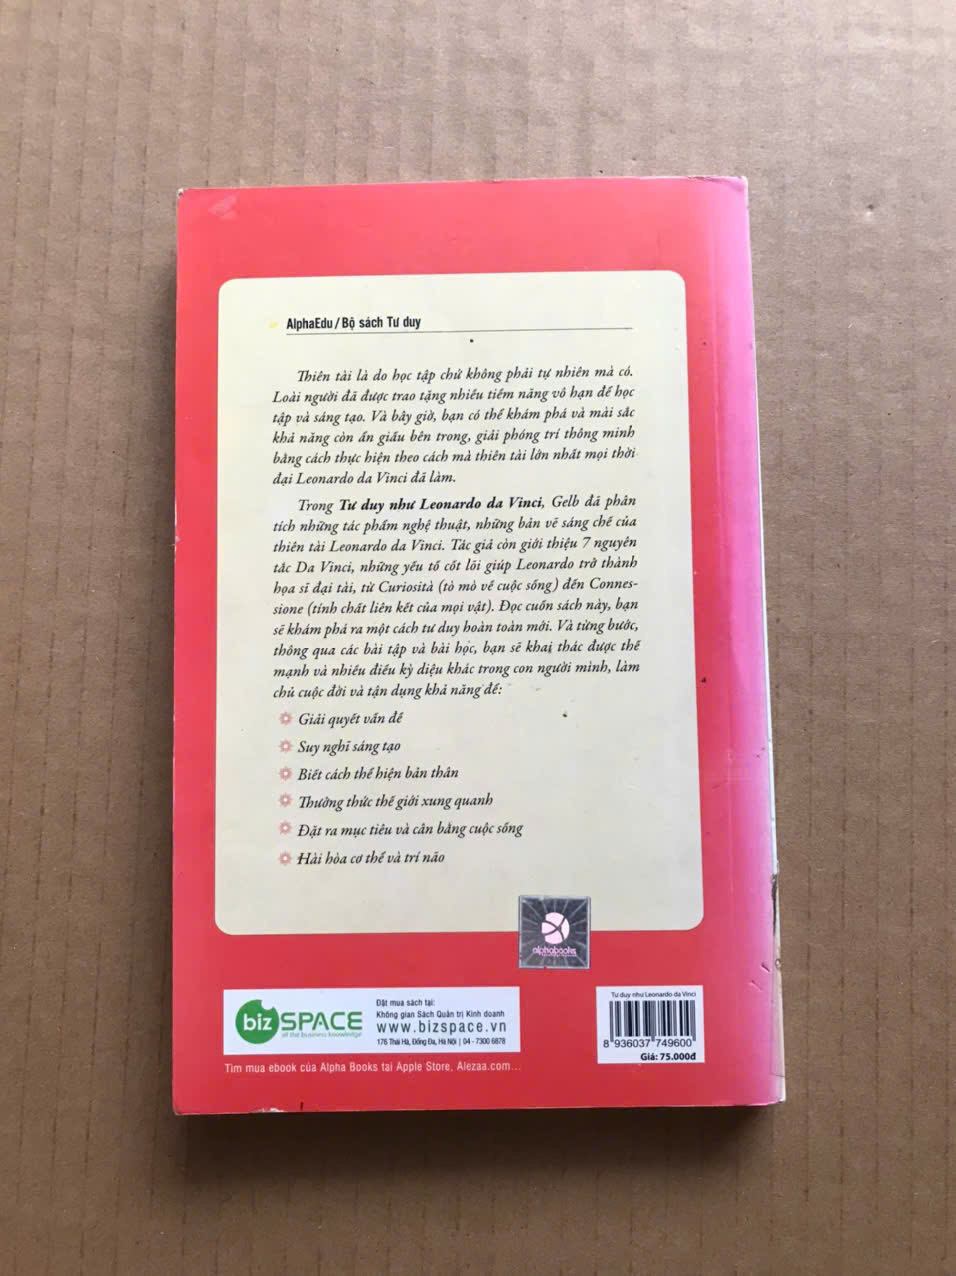 AlphaEdu/Bộ sách Tư duy
Thiên tài là do học tập chứ không phải tự nhiên mà có.
Loài người đã được trao tặng nhiều tiềm năng vô hạn để học
tập và sáng tạo. Và bây giờ, bạn có thể khám phá và mài sắc
khả năng còn ẩn giấu bên trong, giải phóng trí thông minh
bằng cách thực hiện theo cách mà thiên tài lớn nhất mọi thời
đại Leonardo da Vinci đã làm.
Trong Tư duy như Leonardo da Vinci, Gelb đã phân
tích những tác phẩm nghệ thuật, những bản vẽ sáng chế của
thiên tài Leonardo da Vinci. Tác giả còn giới thiệu 7 nguyên
tắc Da Vinci, những yếu tố cốt lõi giúp Leonardo trở thành
họa sĩ đại tài, từ Curiosità (tò mò về cuộc sống) đến Connes-
sione (tính chất liên kết của mọi vật). Đọc cuốn sách này, bạn
sẽ khám phá ra một cách tư duy hoàn toàn mới. Và từng bước,
thông qua các bài tập và bài học, bạn sẽ khai thác được thế
mạnh và nhiều điều kỳ diệu khác trong con người mình, làm
chủ cuộc đời và tận dụng khả năng để:
Giải quyết vấn đề
Suy nghĩ sáng tạo
Biết cách thể hiện bản thân
Thưởng thức thế giới xung quanh
Đặt ra mục tiêu và cân bằng cuộc sống
Hài hòa cơ thể và trí não
alphabooks
biz SPACE
all the business knowledge
Đặt mua sách tại:
Không gian Sách Quản trị Kinh doanh
www.bizspace.vn
176 Thái Hà, Đống Đa, Hà Nội | 04 - 7300 6878
Tìm mua ebook của Alpha Books tại Apple Store, Alezaa.com...
Tư duy như Leonardo da Vinci
8 936037 749600
Giá: 75.000đ